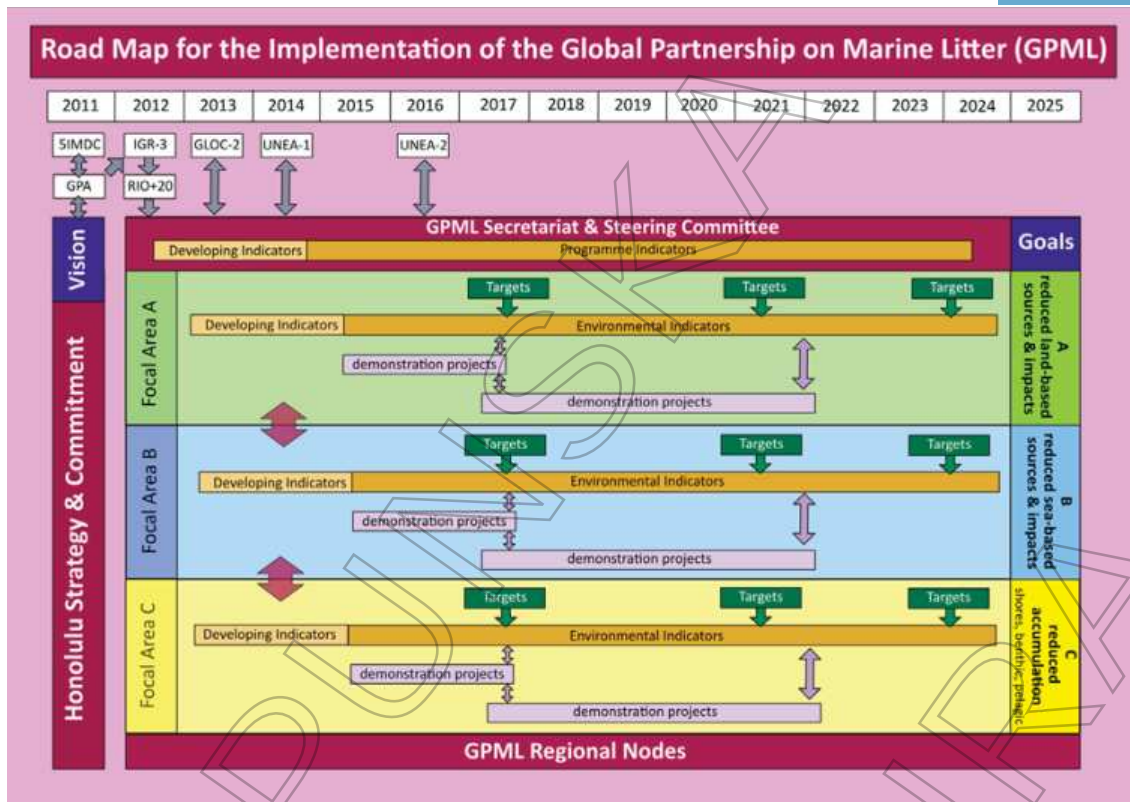 Road Map for the Implementation of the Global Partnership on Marine Litter (GPML)
2011 2012 2013 2014 2015 2016 2017 2018 2019 2020 2021 2022 2023 2024 2025
5IMDC IGR-3 GLOC-2 UNEA-1 UNEA-2
GPA RIO+20
Vision
Honolulu Strategy & Commitment
GPML Secretariat & Steering Committee
Developing Indicators Programme Indicators
Goals
Focal Area A
Targets Targets Targets
Developing Indicators Environmental Indicators
demonstration projects
demonstration projects
A
reduced land-based
sources & impacts
Focal Area B
Targets Targets Targets
Developing Indicators Environmental Indicators
demonstration projects
demonstration projects
B
reduced sea-based
sources & impacts
Focal Area C
Targets Targets Targets
Developing Indicators Environmental Indicators
demonstration projects
demonstration projects
C
reduced
accumulation
shores, benthic, pelagic
GPML Regional Nodes